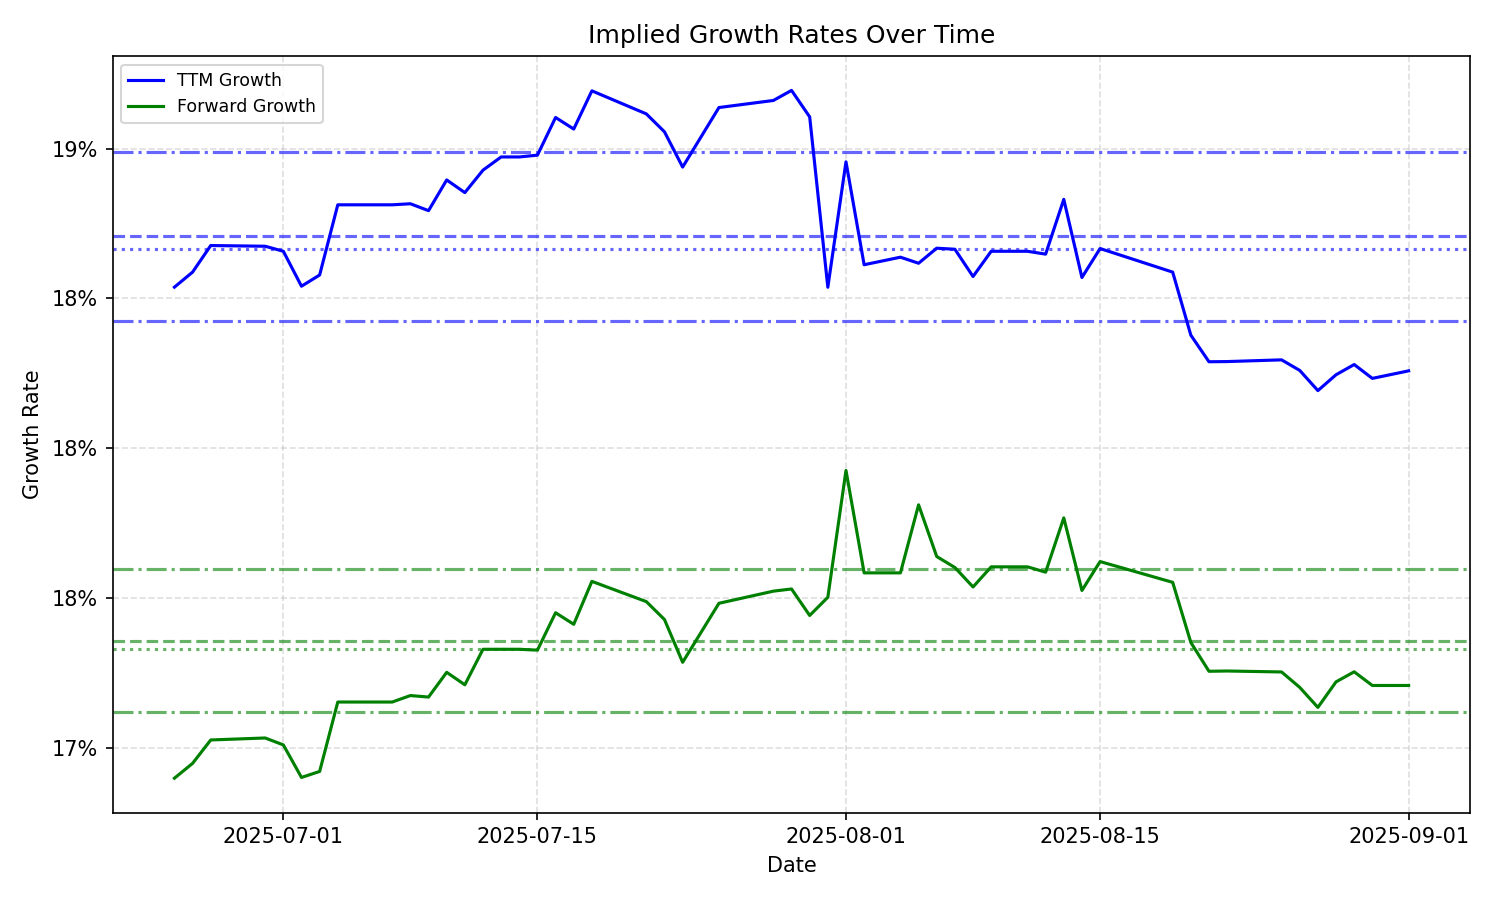 Implied Growth Rates Over Time
TTM Growth
Forward Growth
19%
18%
18%
18%
17%
Growth Rate
2025-07-01
2025-07-15
2025-08-01
2025-08-15
2025-09-01
Date